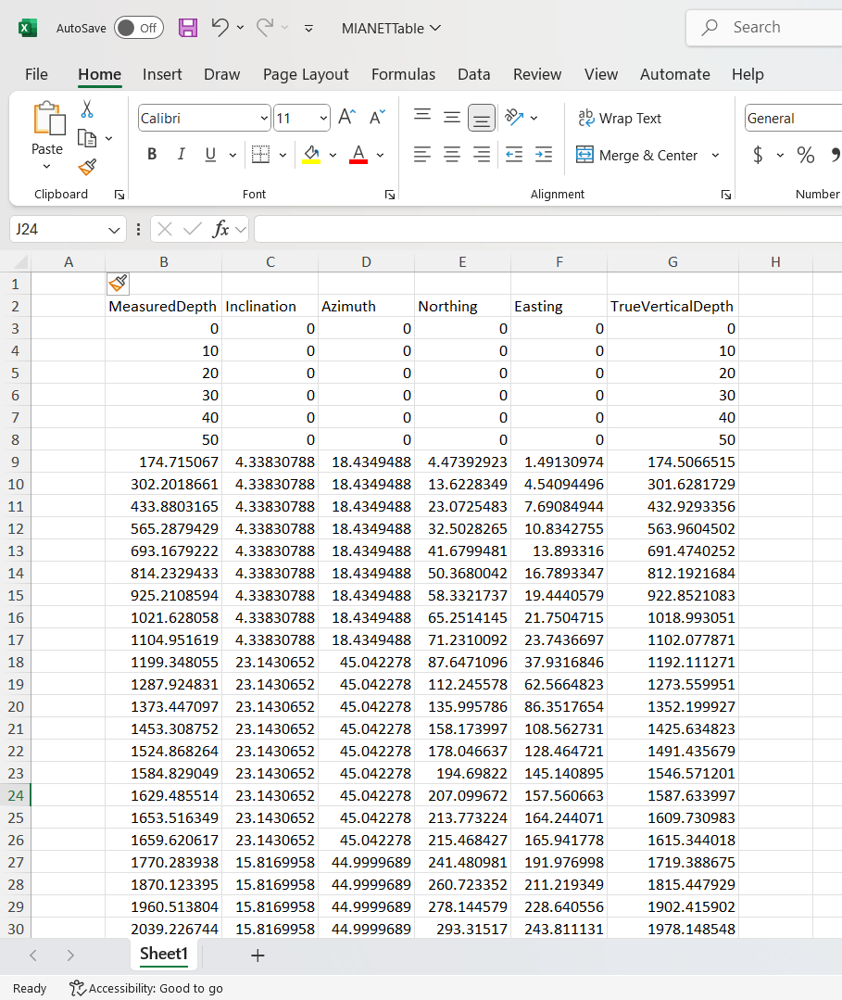 AutoSave Off MIANETTable Search
File Home Insert Draw Page Layout Formulas Data Review View Automate Help
Paste Calibri 11 B I U A Wrap Text Merge & Center General $ %
Clipboard Font Alignment Number
J24 fx
A B C D E F G H
1
2 MeasuredDepth Inclination Azimuth Northing Easting TrueVerticalDepth
3 0 0 0 0 0 0
4 10 0 0 0 0 10
5 20 0 0 0 0 20
6 30 0 0 0 0 30
7 40 0 0 0 0 40
8 50 0 0 0 0 50
9 174.715067 4.33830788 18.4349488 4.47392923 1.49130974 174.5066515
10 302.2018661 4.33830788 18.4349488 13.6228349 4.54094496 301.6281729
11 433.8803165 4.33830788 18.4349488 23.0725483 7.69084944 432.9293356
12 565.2879429 4.33830788 18.4349488 32.5028265 10.8342755 563.9604502
13 693.1679222 4.33830788 18.4349488 41.6799481 13.893316 691.4740252
14 814.2329433 4.33830788 18.4349488 50.3680042 16.7893347 812.1921684
15 925.2108594 4.33830788 18.4349488 58.3321737 19.4440579 922.8521083
16 1021.628058 4.33830788 18.4349488 65.2514145 21.7504715 1018.993051
17 1104.951619 4.33830788 18.4349488 71.2310092 23.7436697 1102.077871
18 1199.348055 23.1430652 45.042278 87.6471096 37.9316846 1192.111271
19 1287.924831 23.1430652 45.042278 112.245578 62.5664823 1273.559951
20 1373.447097 23.1430652 45.042278 135.995786 86.3517654 1352.199927
21 1453.308752 23.1430652 45.042278 158.173997 108.562731 1425.634823
22 1524.868264 23.1430652 45.042278 178.046637 128.464721 1491.435679
23 1584.829049 23.1430652 45.042278 194.69822 145.140895 1546.571201
24 1629.485514 23.1430652 45.042278 207.099672 157.560663 1587.633997
25 1653.516349 23.1430652 45.042278 213.773224 164.244071 1609.730983
26 1659.620617 23.1430652 45.042278 215.468427 165.941778 1615.344018
27 1770.283938 15.8169958 44.9999689 241.480981 191.976998 1719.388675
28 1870.123395 15.8169958 44.9999689 260.723352 211.219349 1815.447929
29 1960.513804 15.8169958 44.9999689 278.144579 228.640556 1902.415902
30 2039.226744 15.8169958 44.9999689 293.31517 243.811131 1978.148548
Sheet1
Ready Accessibility: Good to go